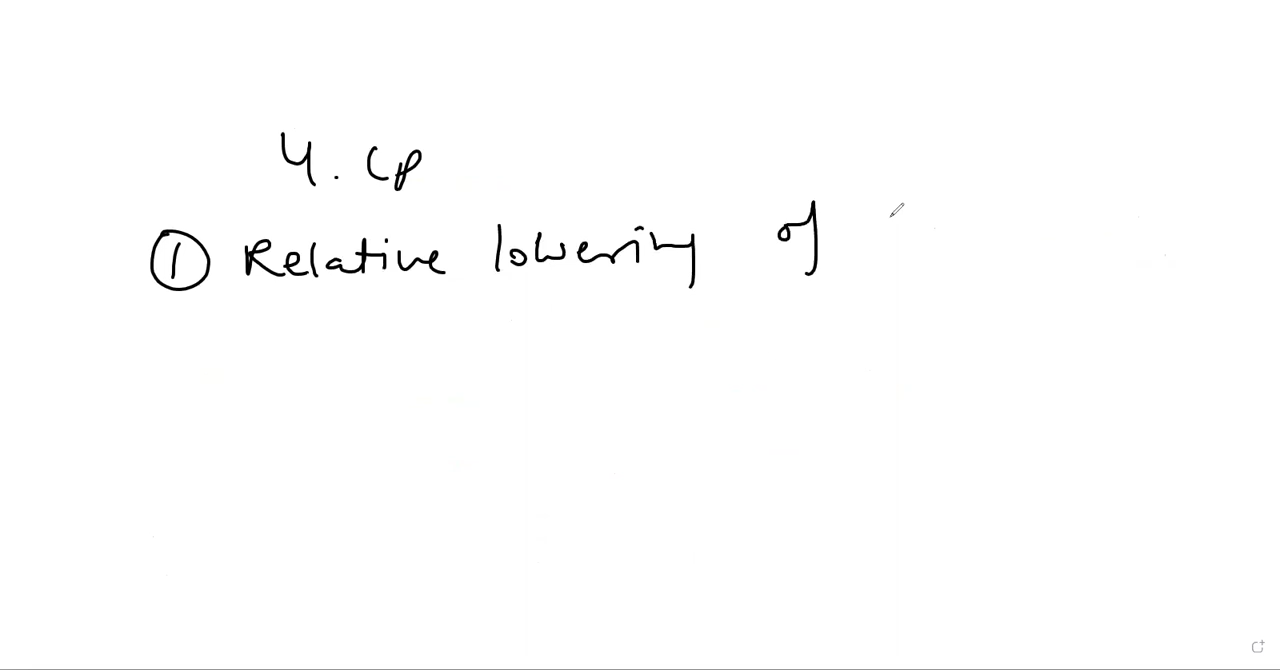 4. CP
① Relative lowering of